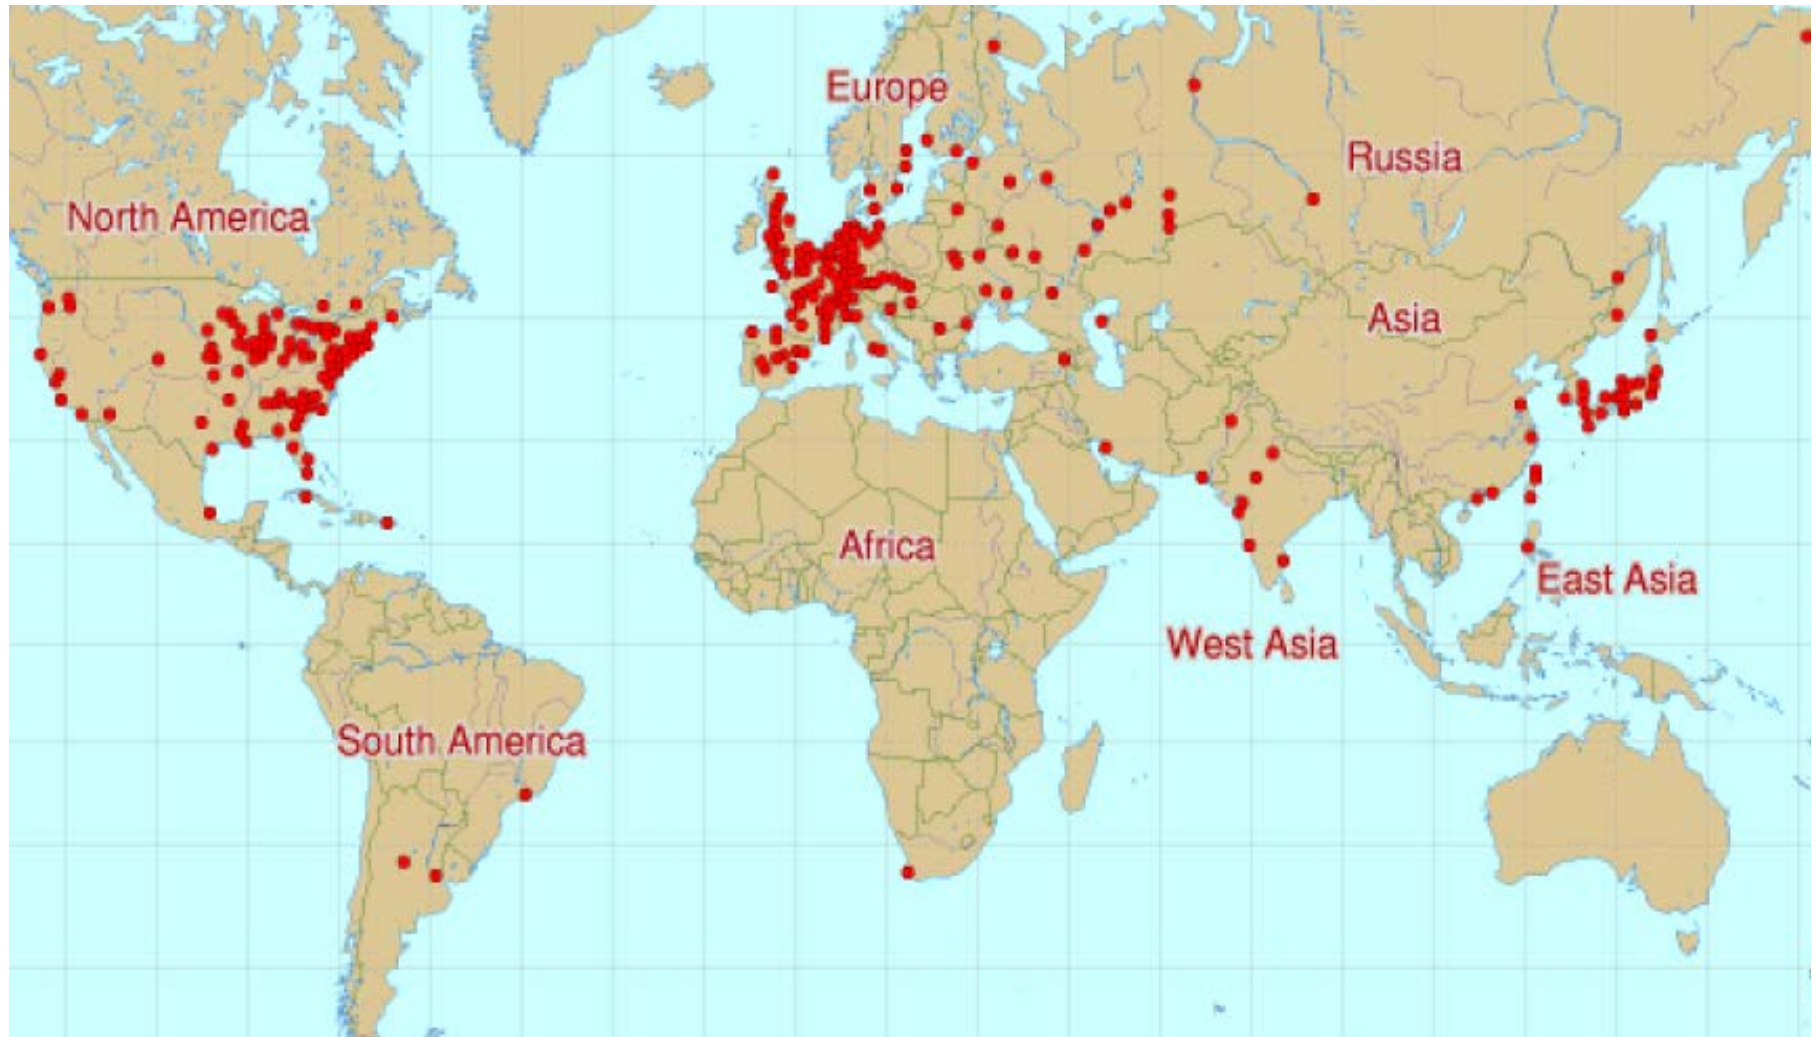 Europe
Russia
North America
Asia
Africa
East Asia
West Asia
South America